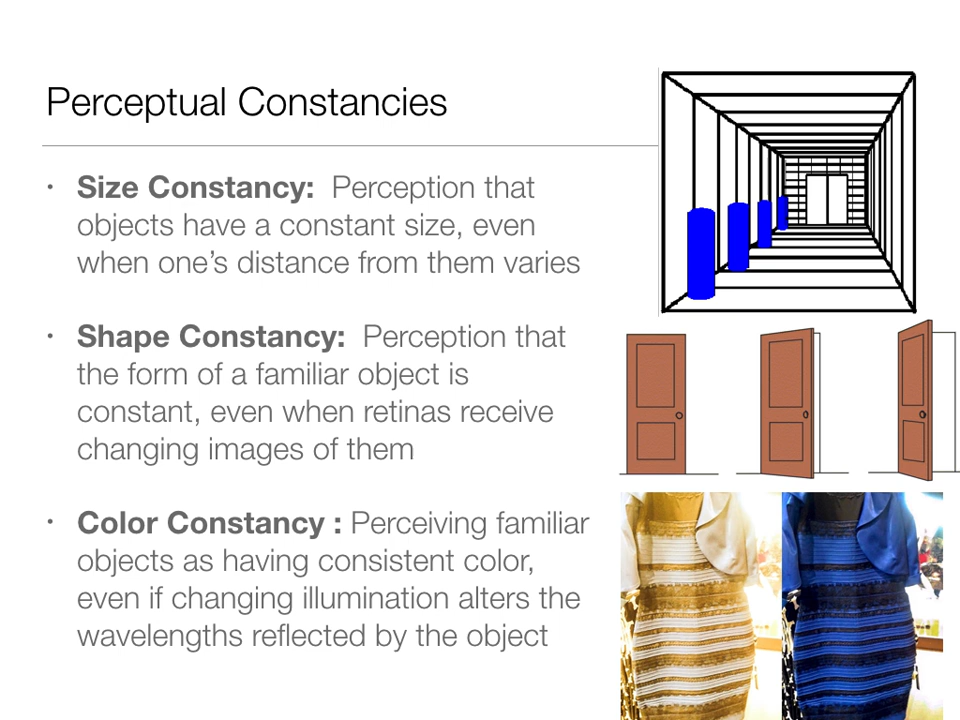 Perceptual Constancies
• Size Constancy: Perception that
objects have a constant size, even
when one’s distance from them varies
• Shape Constancy: Perception that
the form of a familiar object is
constant, even when retinas receive
changing images of them
• Color Constancy : Perceiving familiar
objects as having consistent color,
even if changing illumination alters the
wavelengths reflected by the object